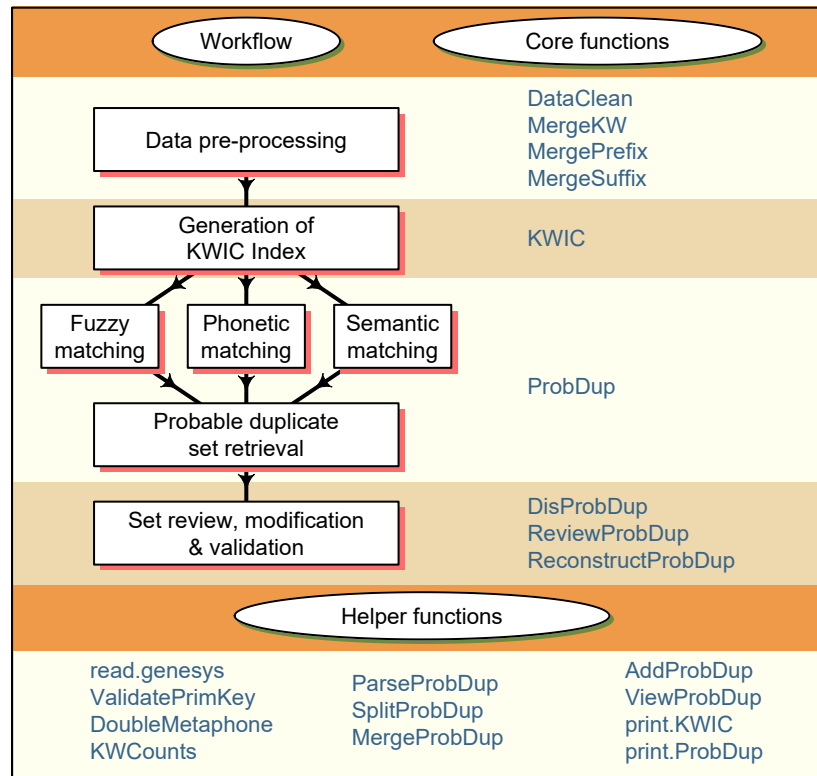 Workflow
Core functions
Data pre-processing
DataClean
MergeKW
MergePrefix
MergeSuffix
Generation of
KWIC Index
KWIC
Fuzzy
matching
Phonetic
matching
Semantic
matching
Probable duplicate
set retrieval
ProbDup
Set review, modification
& validation
DisProbDup
ReviewProbDup
ReconstructProbDup
Helper functions
read.genesys
ValidatePrimKey
DoubleMetaphone
KWCounts
ParseProbDup
SplitProbDup
MergeProbDup
AddProbDup
ViewProbDup
print.KWIC
print.ProbDup